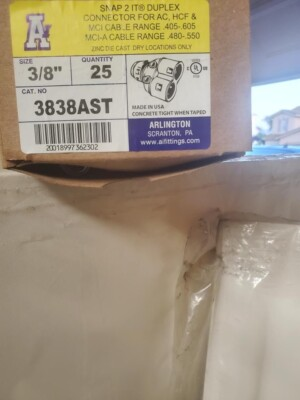 A
SNAP 2 IT® DUPLEX
CONNECTOR FOR AC, HCF &
MCI CABLE RANGE .405-.605
MCI-A CABLE RANGE .480-.550
ZINC DIE CAST DRY LOCATIONS ONLY
SIZE QUANTITY
3/8" 25
CAT. NO
3838AST
MADE IN USA
CONCRETE TIGHT WHEN TAPED
ARLINGTON
SCRANTON, PA
www.aifittings.com
20018997362302